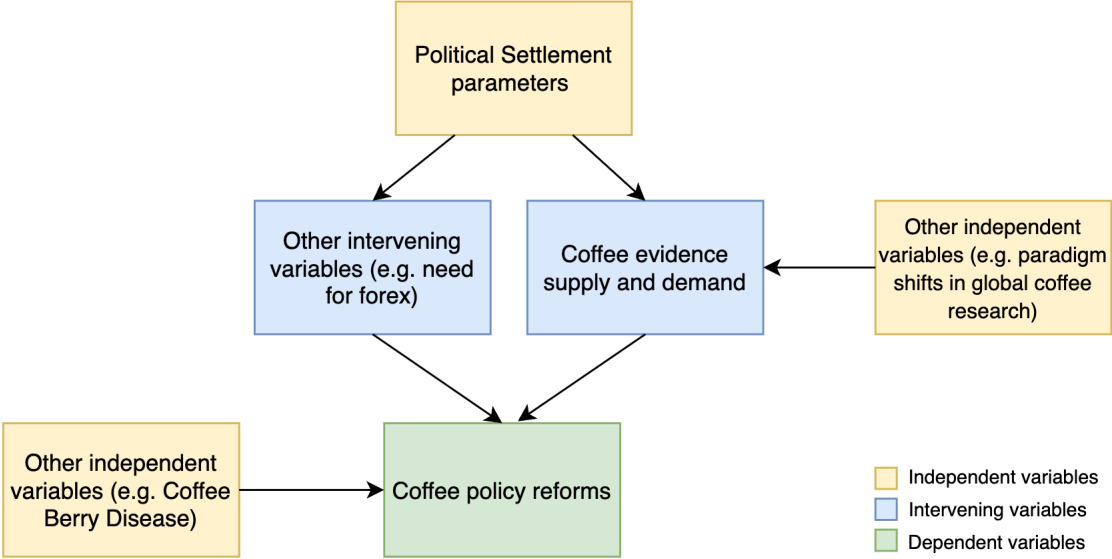 Political Settlement
parameters
Other intervening
variables (e.g. need
for forex)
Coffee evidence
supply and demand
Other independent
variables (e.g. paradigm
shifts in global coffee
research)
Other independent
variables (e.g. Coffee
Berry Disease)
Coffee policy reforms
Independent variables
Intervening variables
Dependent variables